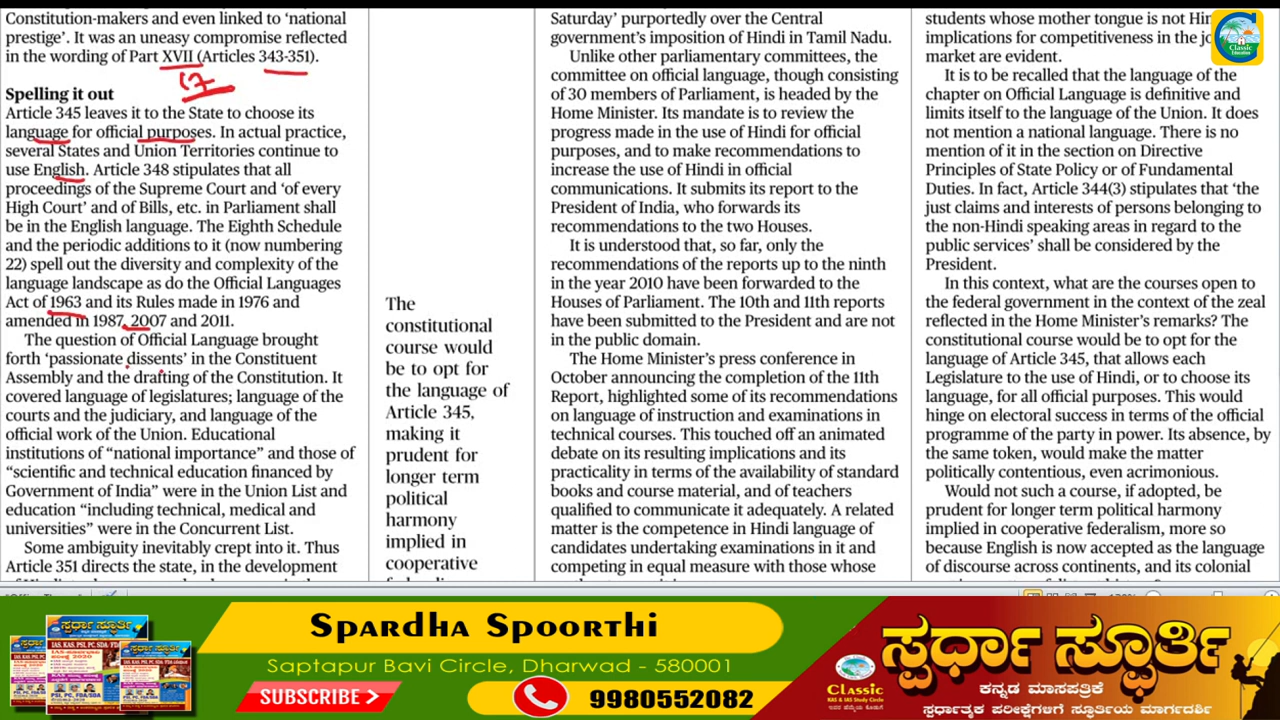 Constitution-makers and even linked to ‘national
prestige’. It was an uneasy compromise reflected
in the wording of Part XVII (Articles 343-351).
17
Spelling it out
Article 345 leaves it to the State to choose its
language for official purposes. In actual practice,
several States and Union Territories continue to
use English. Article 348 stipulates that all
proceedings of the Supreme Court and ‘of every
High Court’ and of Bills, etc. in Parliament shall
be in the English language. The Eighth Schedule
and the periodic additions to it (now numbering
22) spell out the diversity and complexity of the
language landscape as do the Official Languages
Act of 1963 and its Rules made in 1976 and
amended in 1987, 2007 and 2011.
The question of Official Language brought
forth ‘passionate dissents’ in the Constituent
Assembly and the drafting of the Constitution. It
covered language of legislatures; language of the
courts and the judiciary, and language of the
official work of the Union. Educational
institutions of “national importance” and those of
“scientific and technical education financed by
Government of India” were in the Union List and
education “including technical, medical and
universities” were in the Concurrent List.
Some ambiguity inevitably crept into it. Thus
Article 351 directs the state, in the development
The
constitutional
course would
be to opt for
the language of
Article 345,
making it
prudent for
longer term
political
harmony
implied in
cooperative
Saturday’ purportedly over the Central
government’s imposition of Hindi in Tamil Nadu.
Unlike other parliamentary committees, the
committee on official language, though consisting
of 30 members of Parliament, is headed by the
Home Minister. Its mandate is to review the
progress made in the use of Hindi for official
purposes, and to make recommendations to
increase the use of Hindi in official
communications. It submits its report to the
President of India, who forwards its
recommendations to the two Houses.
It is understood that, so far, only the
recommendations of the reports up to the ninth
in the year 2010 have been forwarded to the
Houses of Parliament. The 10th and 11th reports
have been submitted to the President and are not
in the public domain.
The Home Minister’s press conference in
October announcing the completion of the 11th
Report, highlighted some of its recommendations
on language of instruction and examinations in
technical courses. This touched off an animated
debate on its resulting implications and its
practicality in terms of the availability of standard
books and course material, and of teachers
qualified to communicate it adequately. A related
matter is the competence in Hindi language of
candidates undertaking examinations in it and
competing in equal measure with those whose
students whose mother tongue is not
implications for competitiveness in the
market are evident.
It is to be recalled that the language of the
chapter on Official Language is definitive and
limits itself to the language of the Union. It does
not mention a national language. There is no
mention of it in the section on Directive
Principles of State Policy or of Fundamental
Duties. In fact, Article 344(3) stipulates that ‘the
just claims and interests of persons belonging to
the non-Hindi speaking areas in regard to the
public services’ shall be considered by the
President.
In this context, what are the courses open to
the federal government in the context of the zeal
reflected in the Home Minister’s remarks? The
constitutional course would be to opt for the
language of Article 345, that allows each
Legislature to the use of Hindi, or to choose its
language, for all official purposes. This would
hinge on electoral success in terms of the official
programme of the party in power. Its absence, by
the same token, would make the matter
politically contentious, even acrimonious.
Would not such a course, if adopted, be
prudent for longer term political harmony
implied in cooperative federalism, more so
because English is now accepted as the language
of discourse across continents, and its colonial
Classic
Education
ಸ್ಪರ್ಧಾ ಸ್ಪೂರ್ತಿ
Spardha Spoorthi
Saptapur Bavi Circle, Dharwad - 580001
SUBSCRIBE >
9980552082
Classic
KAS & IAS Study Circle
ಸ್ಪರ್ಧಾ ಸ್ಪೂರ್ತಿ
ಕನ್ನಡ ಮಾಸಪತ್ರಿಕೆ
ಸ್ಪರ್ಧಾತ್ಮಕ ಪರೀಕ್ಷೆಗಳಿಗೆ ಸ್ಫೂರ್ತಿಯ ಮಾರ್ಗದರ್ಶಿ